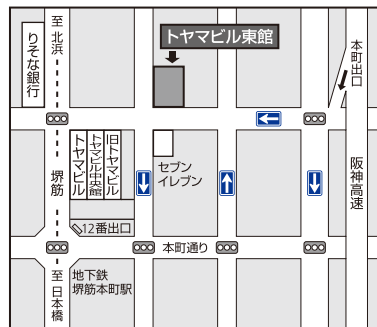 至 北浜
りそな銀行
トヤマビル東館
本町出口
堺筋
トヤマビル
トヤマビル中央館
旧トヤマビル
セブン
イレブン
阪神高速
12番出口
本町通り
至 日本橋
地下鉄
堺筋本町駅